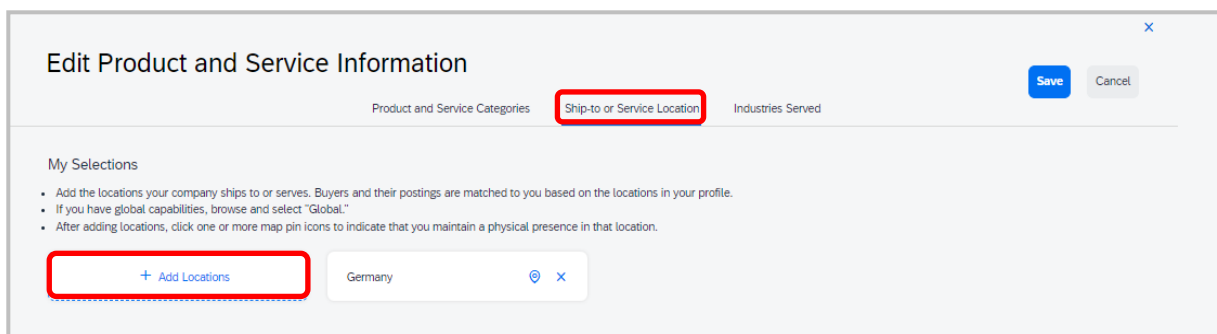 Edit Product and Service Information
Save
Cancel
Product and Service Categories
Ship-to or Service Location
Industries Served
My Selections
• Add the locations your company ships to or serves. Buyers and their postings are matched to you based on the locations in your profile.
• If you have global capabilities, browse and select "Global."
• After adding locations, click one or more map pin icons to indicate that you maintain a physical presence in that location.
+ Add Locations
Germany